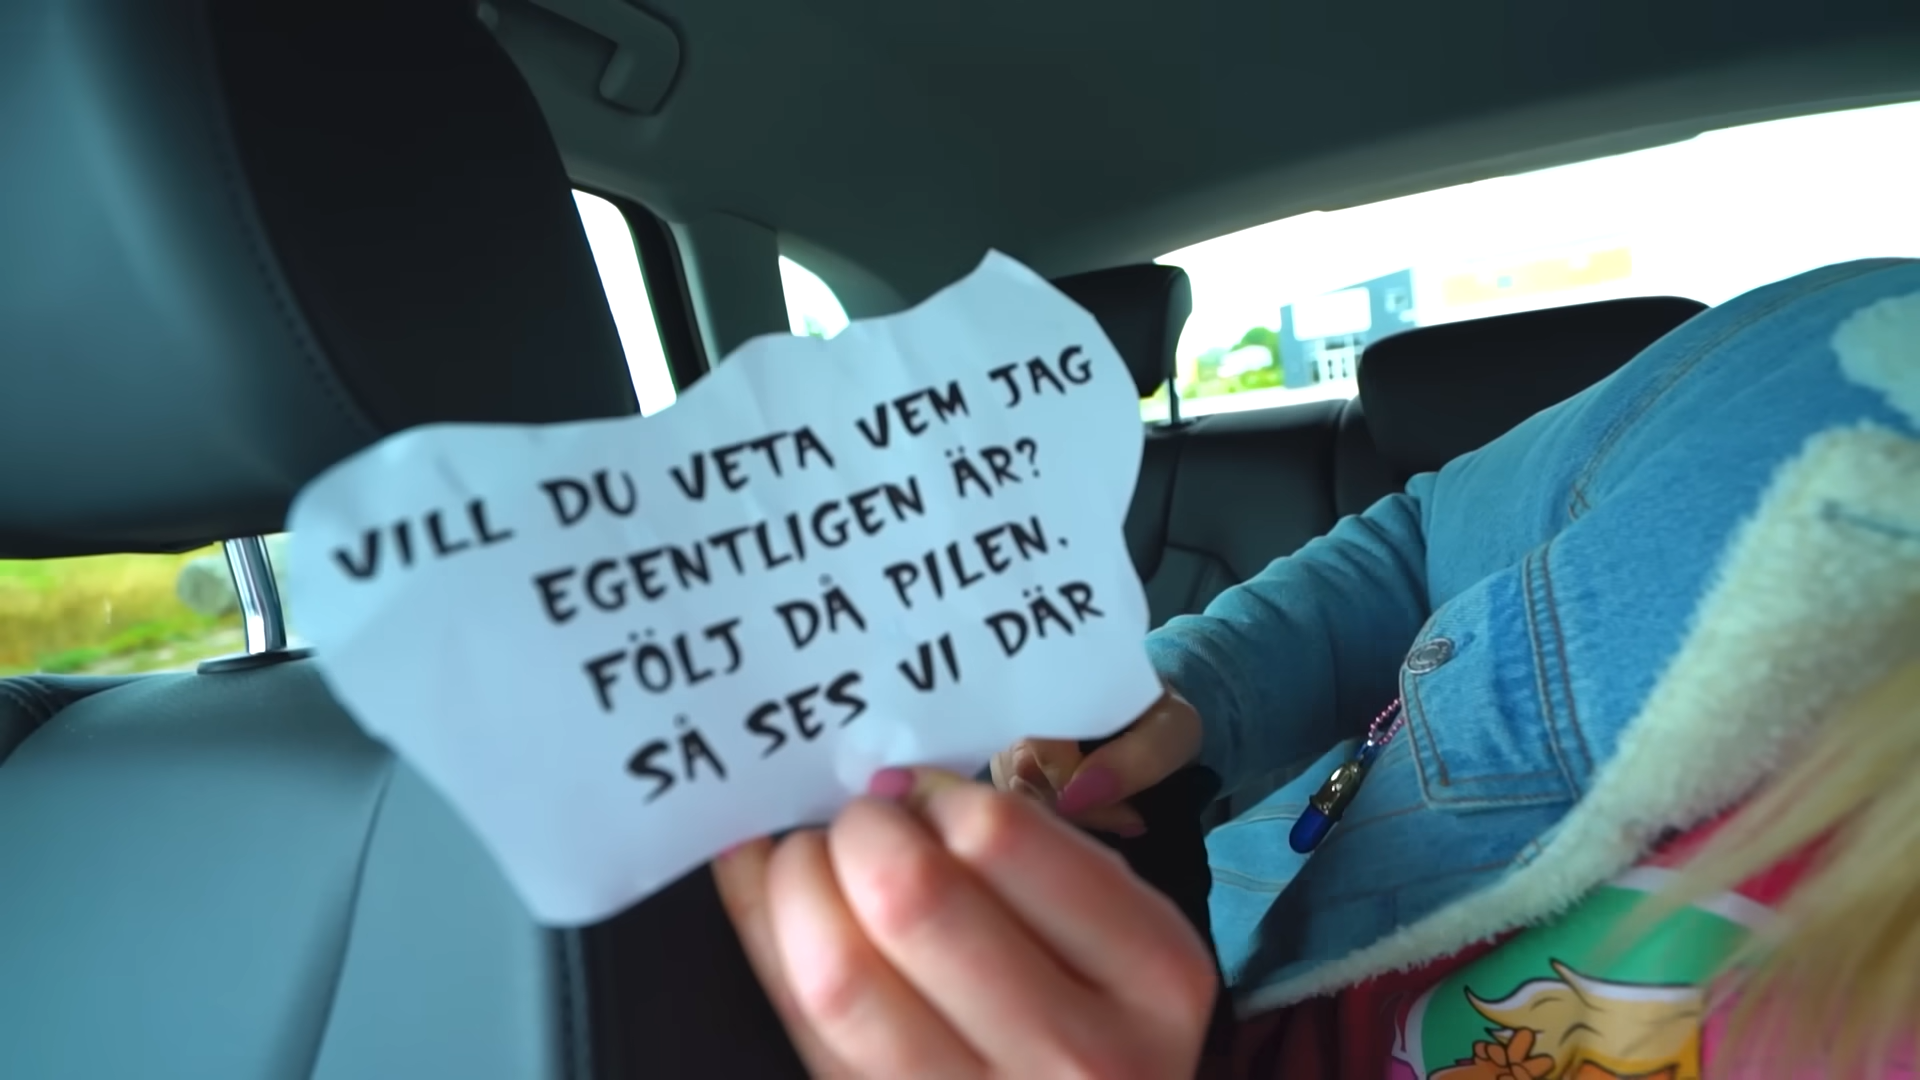 VILL DU VETA VEM JAG
EGENTLIGEN ÄR?
FÖLJ DÅ PILEN.
SÅ SES VI DÄR